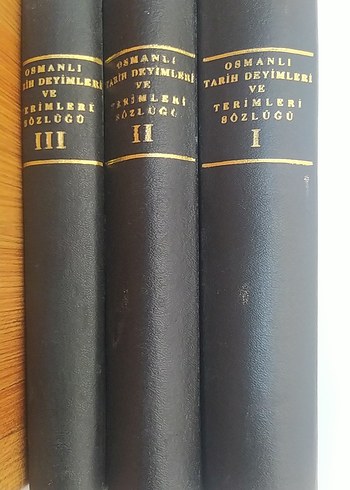 OSMANLI
TARİH DEYİMLERİ
VE
TERİMLERİ
SÖZLÜĞÜ
III
OSMANLI
TARİH DEYİMLERİ
VE
TERİMLERİ
SÖZLÜĞÜ
II
OSMANLI
TARİH DEYİMLERİ
VE
TERİMLERİ
SÖZLÜĞÜ
I